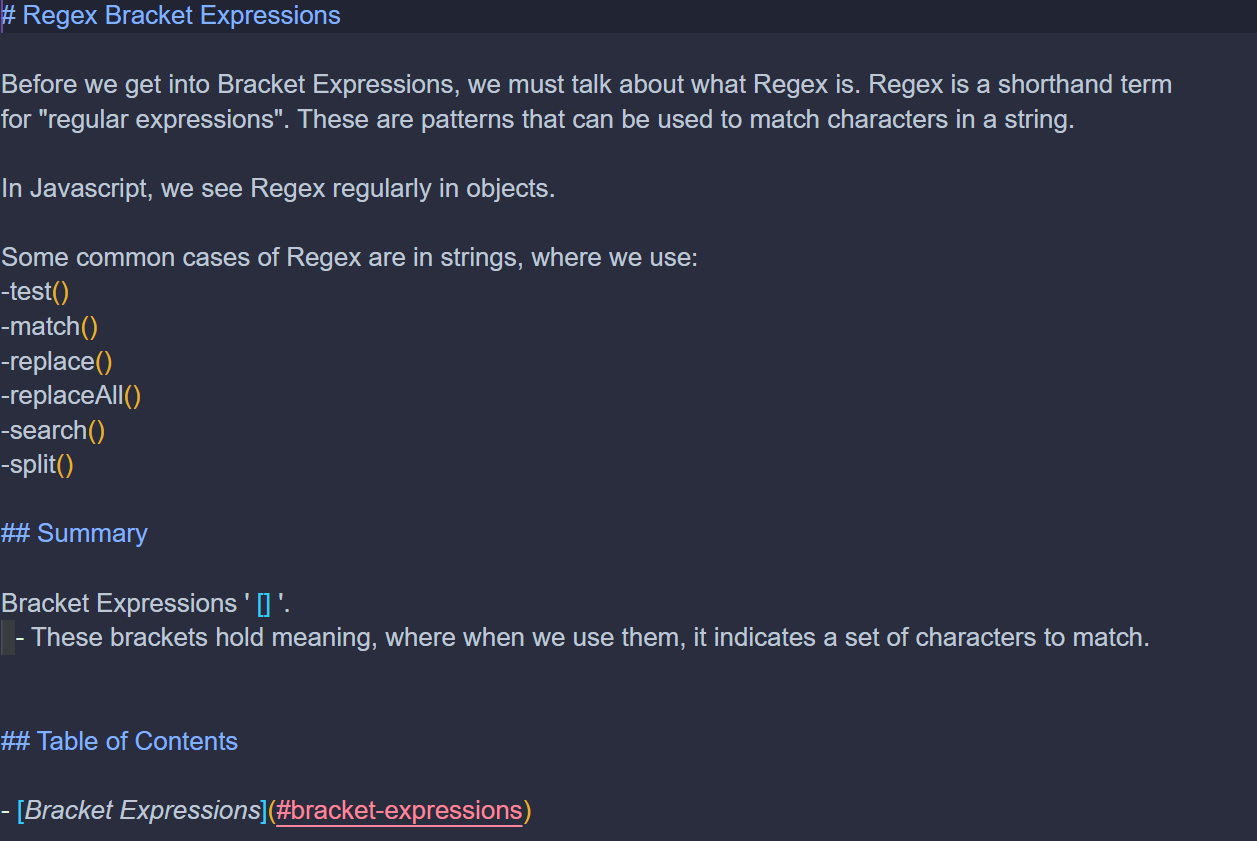 # Regex Bracket Expressions
Before we get into Bracket Expressions, we must talk about what Regex is. Regex is a shorthand term
for "regular expressions". These are patterns that can be used to match characters in a string.
In Javascript, we see Regex regularly in objects.
Some common cases of Regex are in strings, where we use:
-test()
-match()
-replace()
-replaceAll()
-search()
-split()
## Summary
Bracket Expressions ' [] '.
- These brackets hold meaning, where when we use them, it indicates a set of characters to match.
## Table of Contents
- [Bracket Expressions](#bracket-expressions)